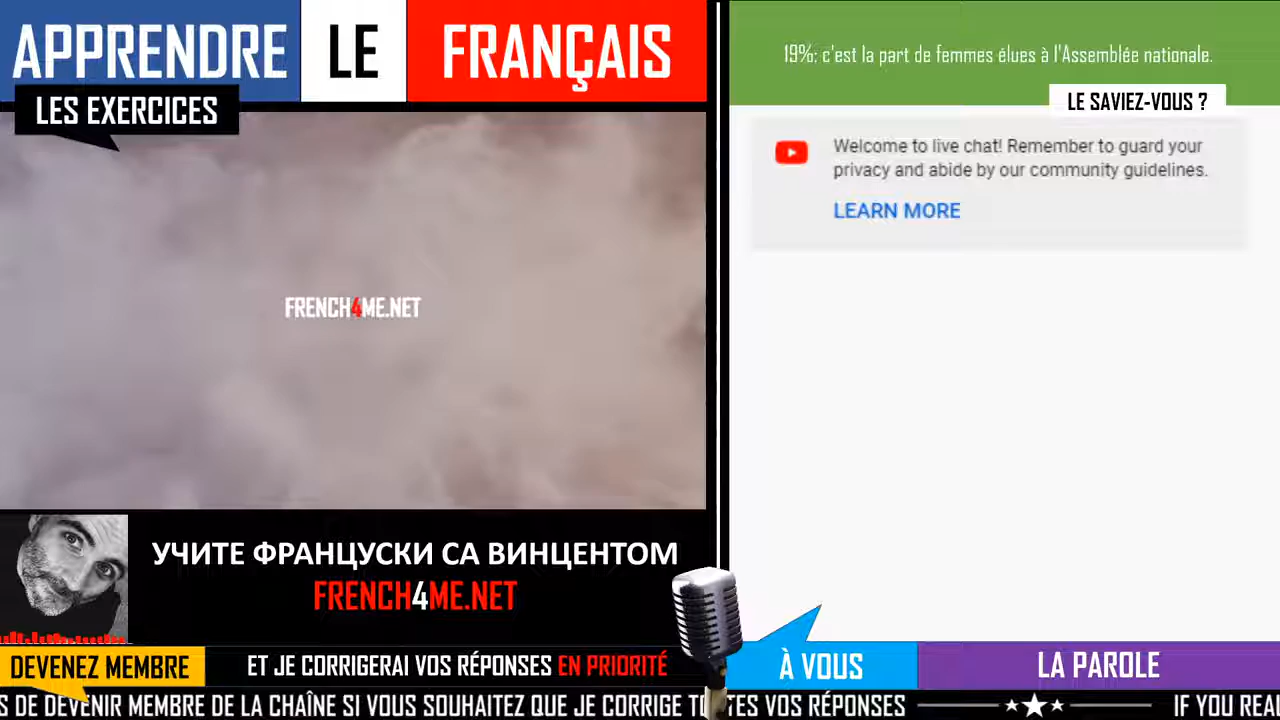 APPRENDRE LE FRANÇAIS
LES EXERCICES
19%: c'est la part de femmes élues à l'Assemblée nationale.
LE SAVIEZ-VOUS ?
Welcome to live chat! Remember to guard your
privacy and abide by our community guidelines.
LEARN MORE
FRENCH4ME.NET
УЧИТЕ ФРАНЦУСКИ СА ВИНЦЕНТОМ
FRENCH4ME.NET
DEVENEZ MEMBRE
ET JE CORRIGERAI VOS RÉPONSES EN PRIORITÉ
À VOUS
LA PAROLE
DE DEVENIR MEMBRE DE LA CHAÎNE SI VOUS SOUHAITEZ QUE JE CORRIGE VOS RÉPONSES IF YOU